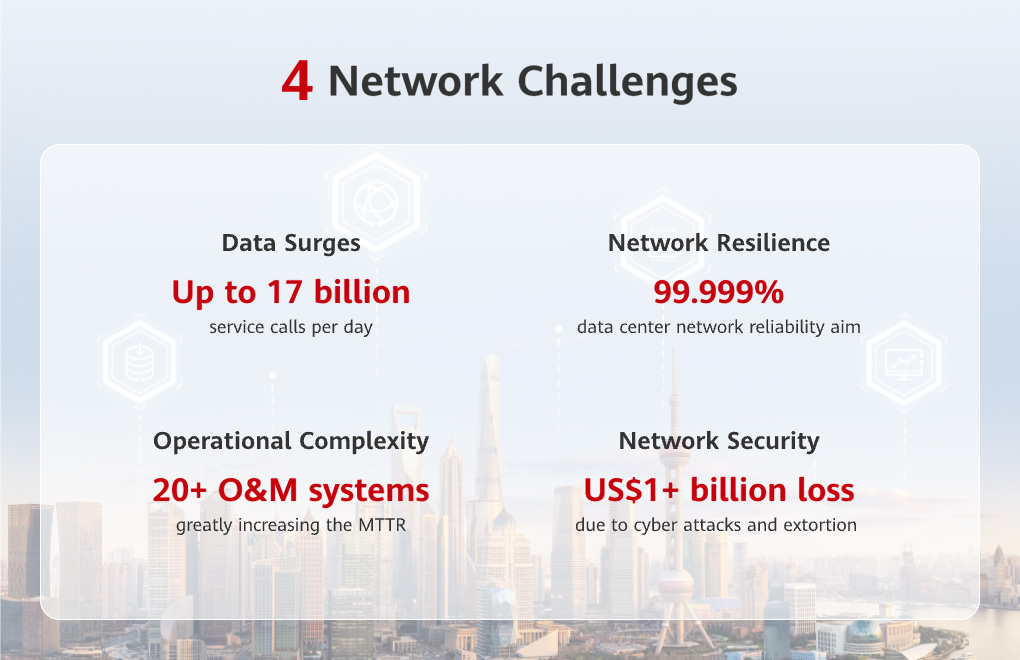 4 Network Challenges
Data Surges
Up to 17 billion
service calls per day
Network Resilience
99.999%
data center network reliability aim
Operational Complexity
20+ O&M systems
greatly increasing the MTTR
Network Security
US$1+ billion loss
due to cyber attacks and extortion